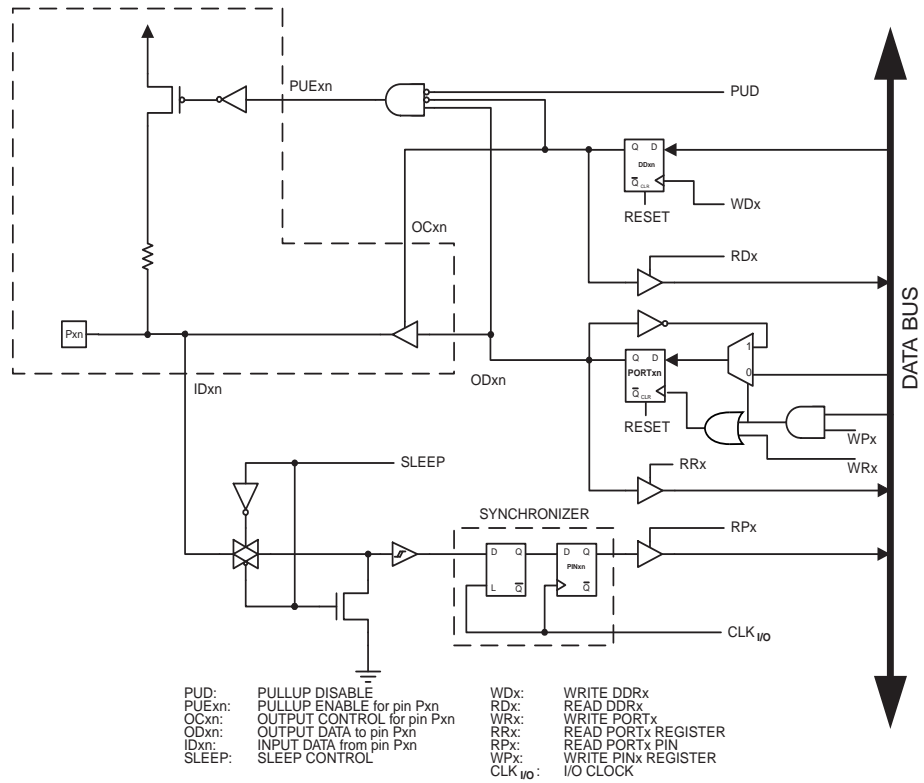 PUExn
PUD
Q D
DDxn
Q CLR
WDx
RESET
OCxn
RDx
Pxn
1
Q D
PORTxn
0
ODxn
IDxn
Q CLR
RESET
WPx
WRx
SLEEP
RRx
SYNCHRONIZER
RPx
D Q
D Q
PINxn
L Q
Q
CLK I/O
DATA BUS
PUD: PULLUP DISABLE
PUExn: PULLUP ENABLE for pin Pxn
OCxn: OUTPUT CONTROL for pin Pxn
ODxn: OUTPUT DATA to pin Pxn
IDxn: INPUT DATA from pin Pxn
SLEEP: SLEEP CONTROL
WDx: WRITE DDRx
RDx: READ DDRx
WRx: WRITE PORTx
RRx: READ PORTx REGISTER
RPx: READ PORTx PIN
WPx: WRITE PINx REGISTER
CLK I/O: I/O CLOCK